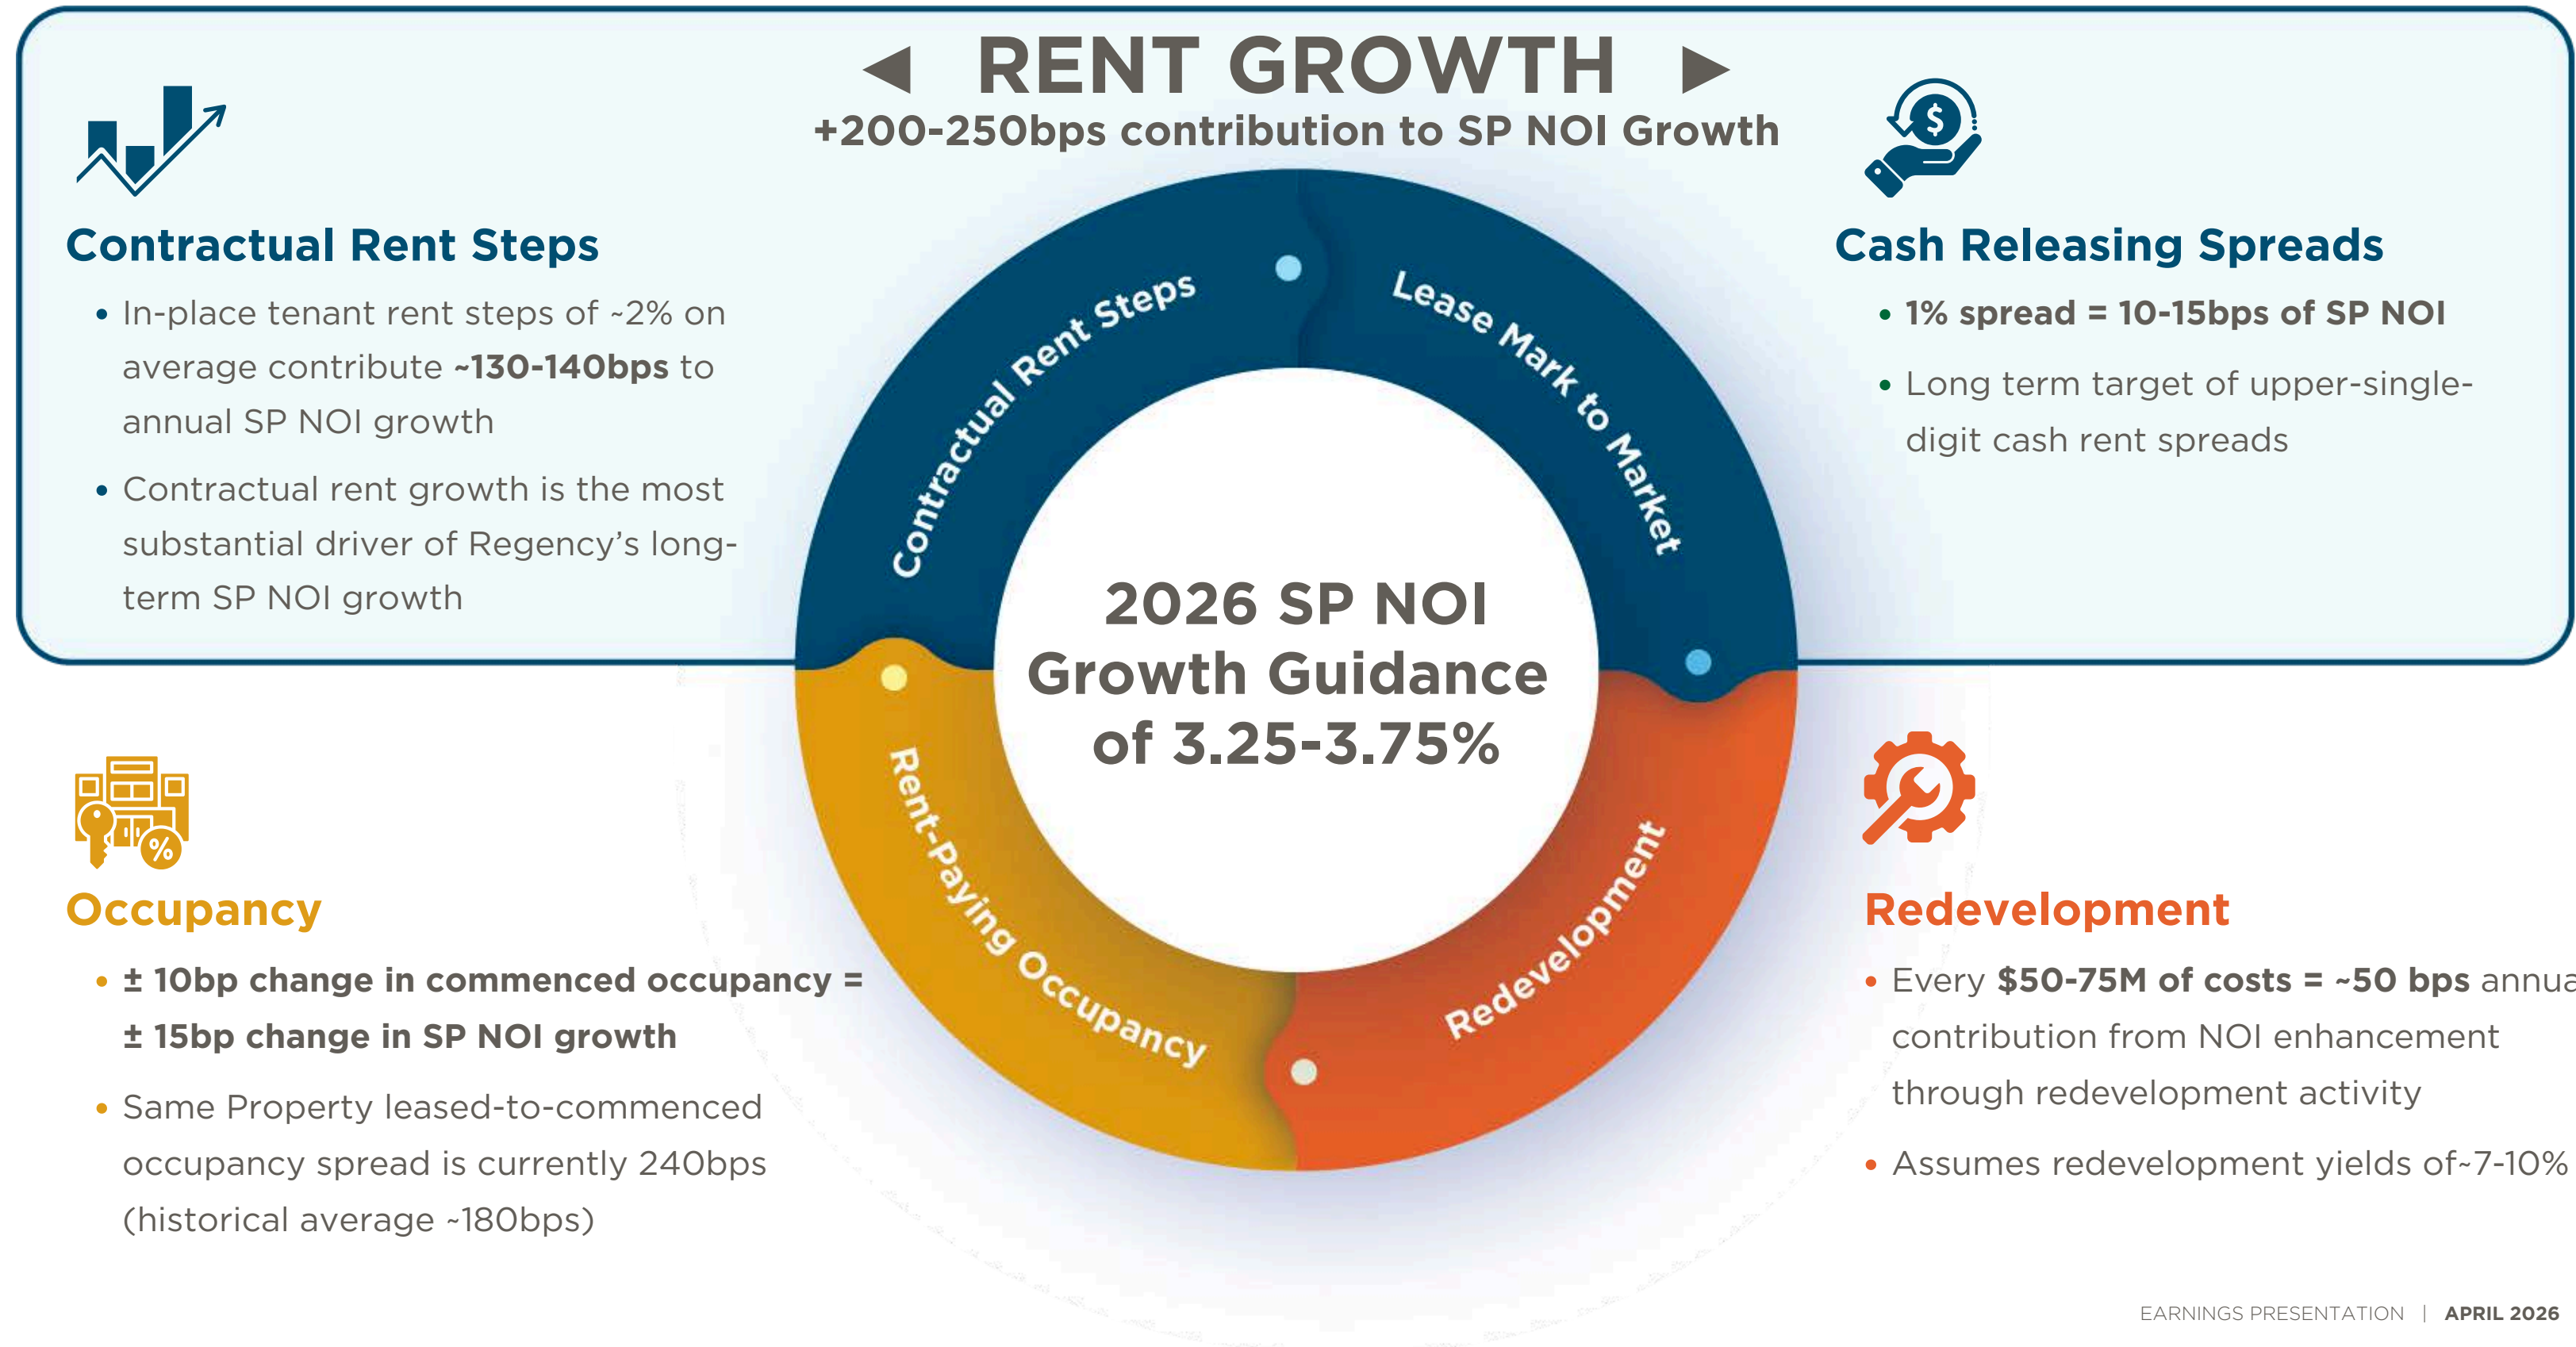 ◄ RENT GROWTH ►
+200-250bps contribution to SP NOI Growth
Contractual Rent Steps
• In-place tenant rent steps of ~2% on
average contribute ~130-140bps to
annual SP NOI growth
• Contractual rent growth is the most
substantial driver of Regency's long-
term SP NOI growth
Cash Releasing Spreads
• 1% spread = 10-15bps of SP NOI
• Long term target of upper-single-
digit cash rent spreads
Contractual Rent Steps
Lease Mark to Market
Rent-Paying Occupancy
Redevelopment
2026 SP NOI
Growth Guidance
of 3.25-3.75%
%
Occupancy
• ± 10bp change in commenced occupancy =
± 15bp change in SP NOI growth
• Same Property leased-to-commenced
occupancy spread is currently 240bps
(historical average ~180bps)
$
Redevelopment
• Every $50-75M of costs = ~50 bps annua
contribution from NOI enhancement
through redevelopment activity
• Assumes redevelopment yields of~7-10%
EARNINGS PRESENTATION | APRIL 2026